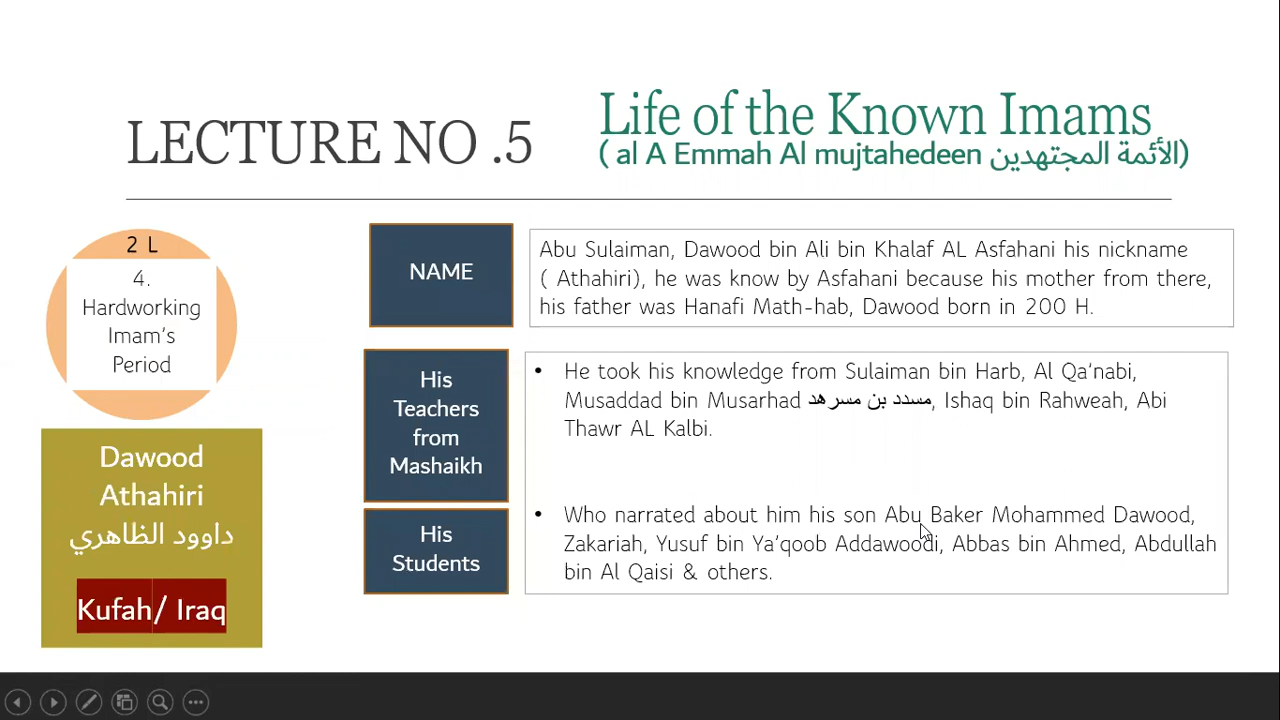 LECTURE NO .5
Life of the Known Imams
( al A Emmah Al mujtahedeen الأئمة المجتهدين)
2 L
4.
Hardworking
Imam's
Period
Dawood
Athahiri
داوود الظاهري
Kufah/ Iraq
NAME
Abu Sulaiman, Dawood bin Ali bin Khalaf AL Asfahani his nickname
( Athahiri), he was know by Asfahani because his mother from there,
his father was Hanafi Math-hab, Dawood born in 200 H.
His
Teachers
from
Mashaikh
• He took his knowledge from Sulaiman bin Harb, Al Qa'nabi,
Musaddad bin Musarhad مسدد بن مسرهد, Ishaq bin Rahweah, Abi
Thawr AL Kalbi.
His
Students
• Who narrated about him his son Abu Baker Mohammed Dawood,
Zakariah, Yusuf bin Ya'qoob Addawoodi, Abbas bin Ahmed, Abdullah
bin Al Qaisi & others.